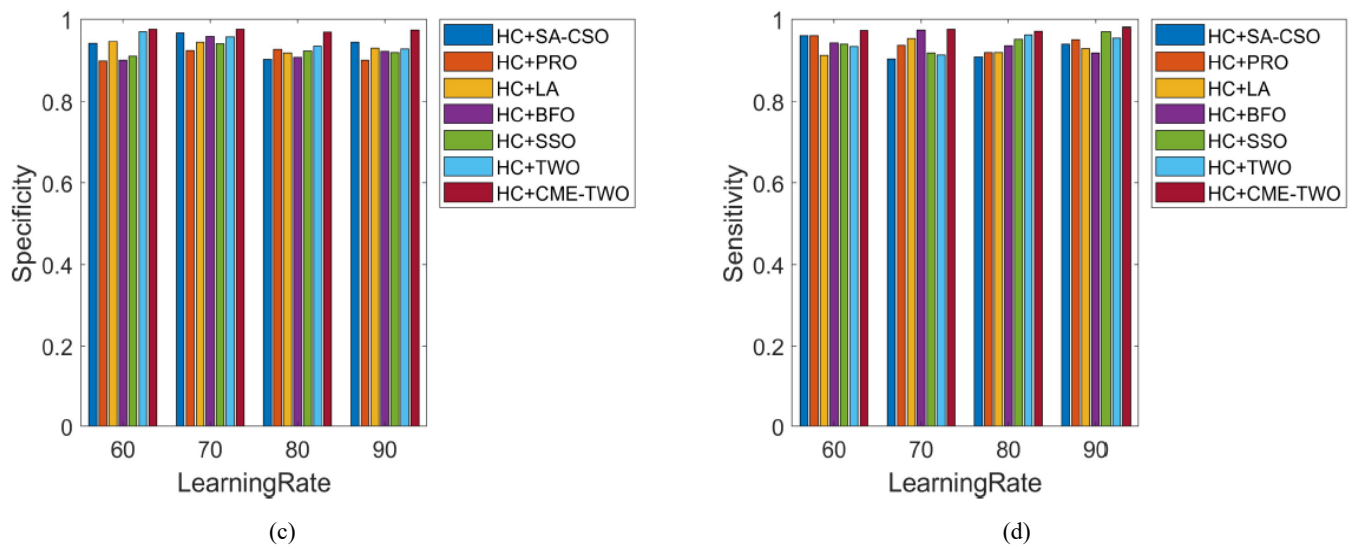 1
0.8
0.6
0.4
0.2
0
Specificity
60 70 80 90
LearningRate
HC+SA-CSO
HC+PRO
HC+LA
HC+BFO
HC+SSO
HC+TWO
HC+CME-TWO
(c)
1
0.8
0.6
0.4
0.2
0
Sensitivity
60 70 80 90
LearningRate
HC+SA-CSO
HC+PRO
HC+LA
HC+BFO
HC+SSO
HC+TWO
HC+CME-TWO
(d)